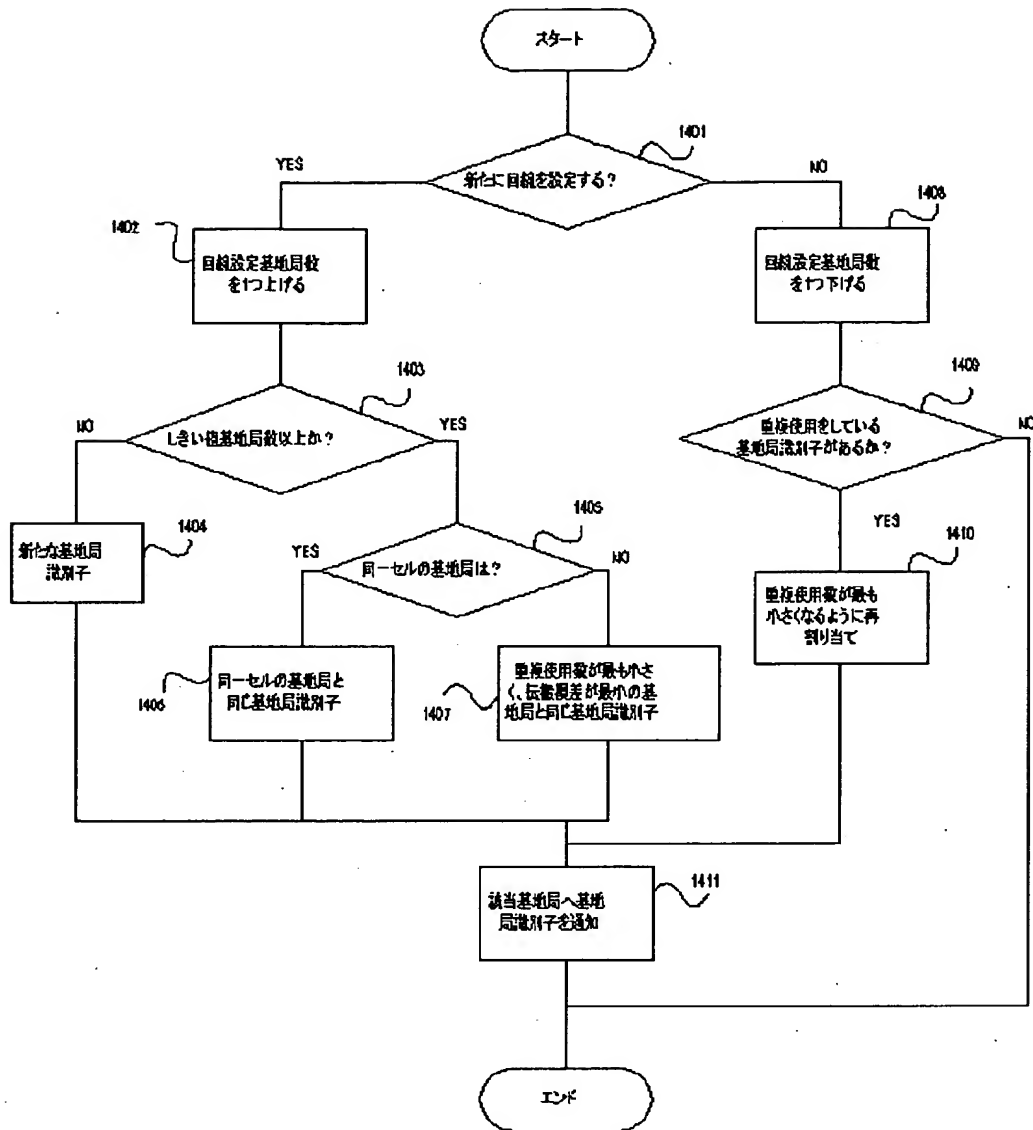 スタート
1401
YES
新たに回線を設定する?
NO
1402
1408
回線設定基地局数
を1つ上げる
回線設定基地局数
を1つ下げる
1403
1409
NO
しきい値基地局数以上か?
YES
重複使用をしている
基地局識別子があるか?
NO
1404
新たな基地局
識別子
1405
YES
同一セルの基地局は?
NO
YES
1410
重複使用数が最も
小さくなるように再
割り当て
1406
同一セルの基地局と
同じ基地局識別子
1407
重複使用数が最も小さ
く、伝搬誤差が最小の基
地局と同じ基地局識別子
1411
該当基地局へ基地
局識別子を通知
エンド